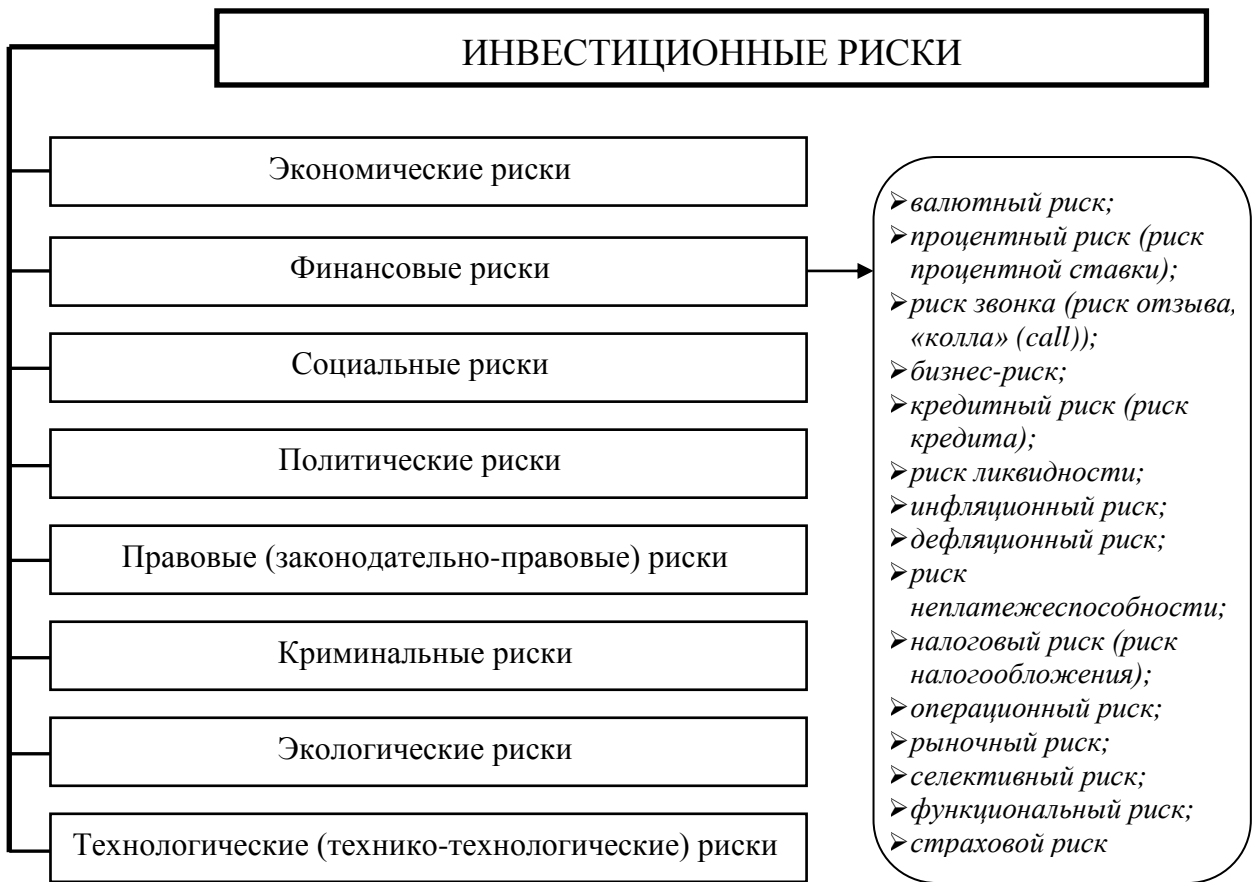 ИНВЕСТИЦИОННЫЕ РИСКИ
Экономические риски
Финансовые риски
Социальные риски
Политические риски
Правовые (законодательно-правовые) риски
Криминальные риски
Экологические риски
Технологические (технико-технологические) риски
валютный риск;
процентный риск (риск
процентной ставки);
риск звонка (риск отзыва,
«колла» (call));
бизнес-риск;
кредитный риск (риск
кредита);
риск ликвидности;
инфляционный риск;
дефляционный риск;
риск
неплатежеспособности;
налоговый риск (риск
налогообложения);
операционный риск;
рыночный риск;
селективный риск;
функциональный риск;
страховой риск